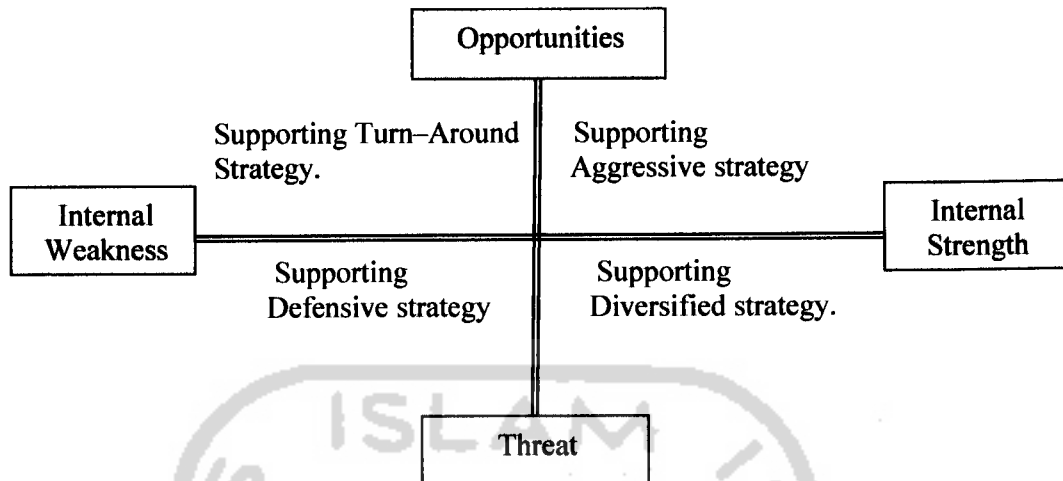 Opportunities
Supporting Turn–Around
Strategy.
Supporting
Aggressive strategy
Internal
Weakness
Internal
Strength
Supporting
Defensive strategy
Supporting
Diversified strategy.
ISLAM
Threat